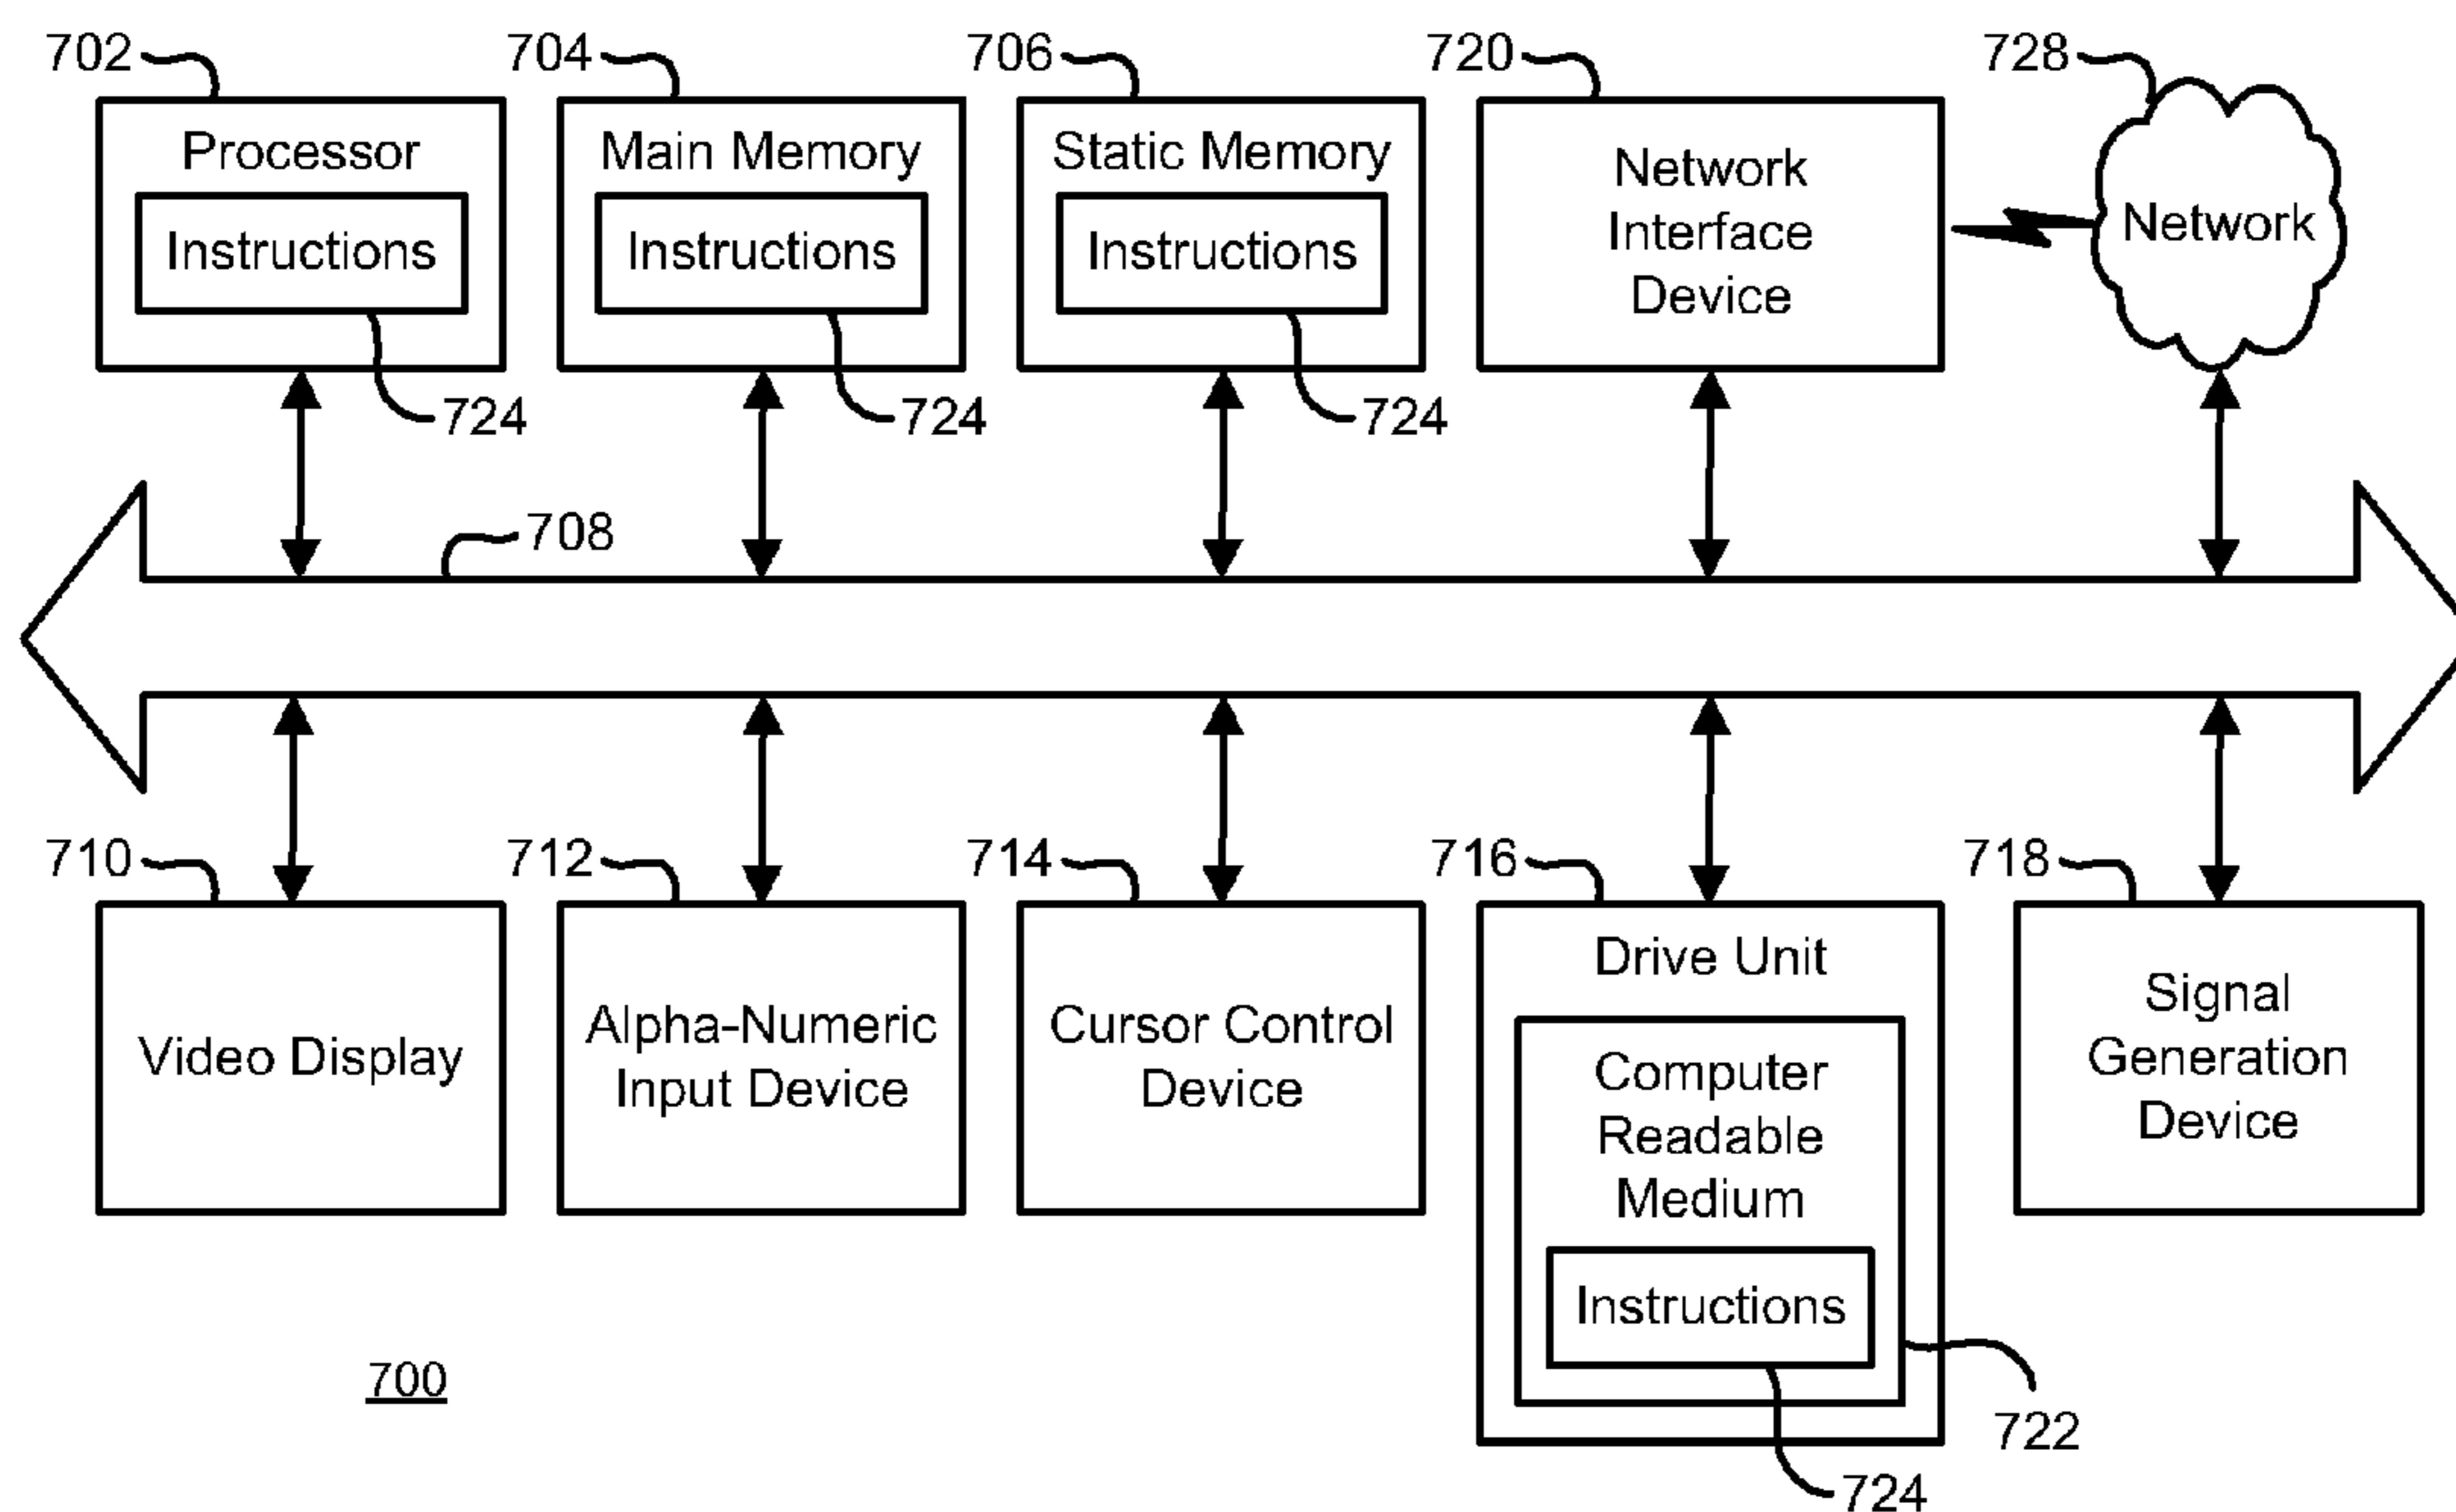 702
704
706
720
728
Processor
Instructions
724
Main Memory
Instructions
724
Static Memory
Instructions
724
Network
Interface
Device
Network
708
710
712
714
716
718
Video Display
Alpha-Numeric
Input Device
Cursor Control
Device
Drive Unit
Computer
Readable
Medium
Instructions
722
724
Signal
Generation
Device
700